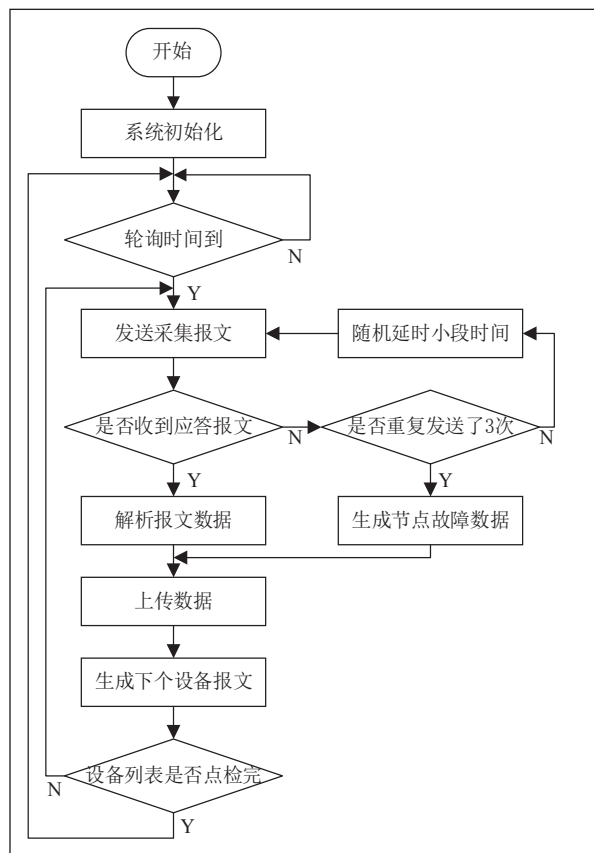 开始
系统初始化
轮询时间到
N
Y
发送采集报文
随机延时小段时间
是否收到应答报文
N
是否重复发送了3次
N
Y
Y
解析报文数据
生成节点故障数据
上传数据
生成下个设备报文
设备列表是否点检完
N
Y